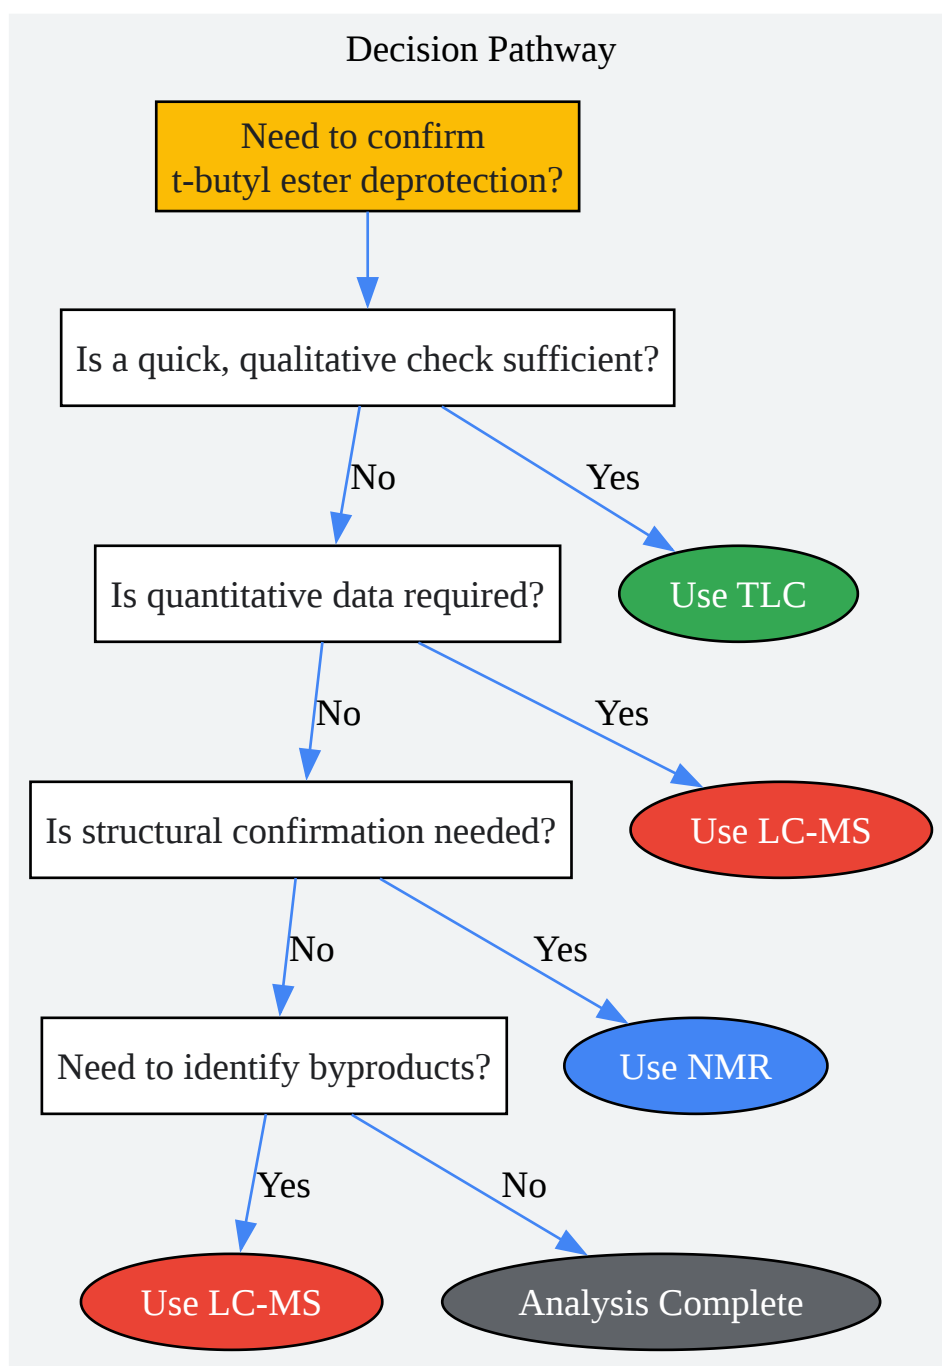 Decision Pathway
Need to confirm
t-butyl ester deprotection?
Is a quick, qualitative check sufficient?
No
Yes
Is quantitative data required?
Use TLC
No
Yes
Is structural confirmation needed?
Use LC-MS
No
Yes
Need to identify byproducts?
Use NMR
Yes
No
Use LC-MS
Analysis Complete